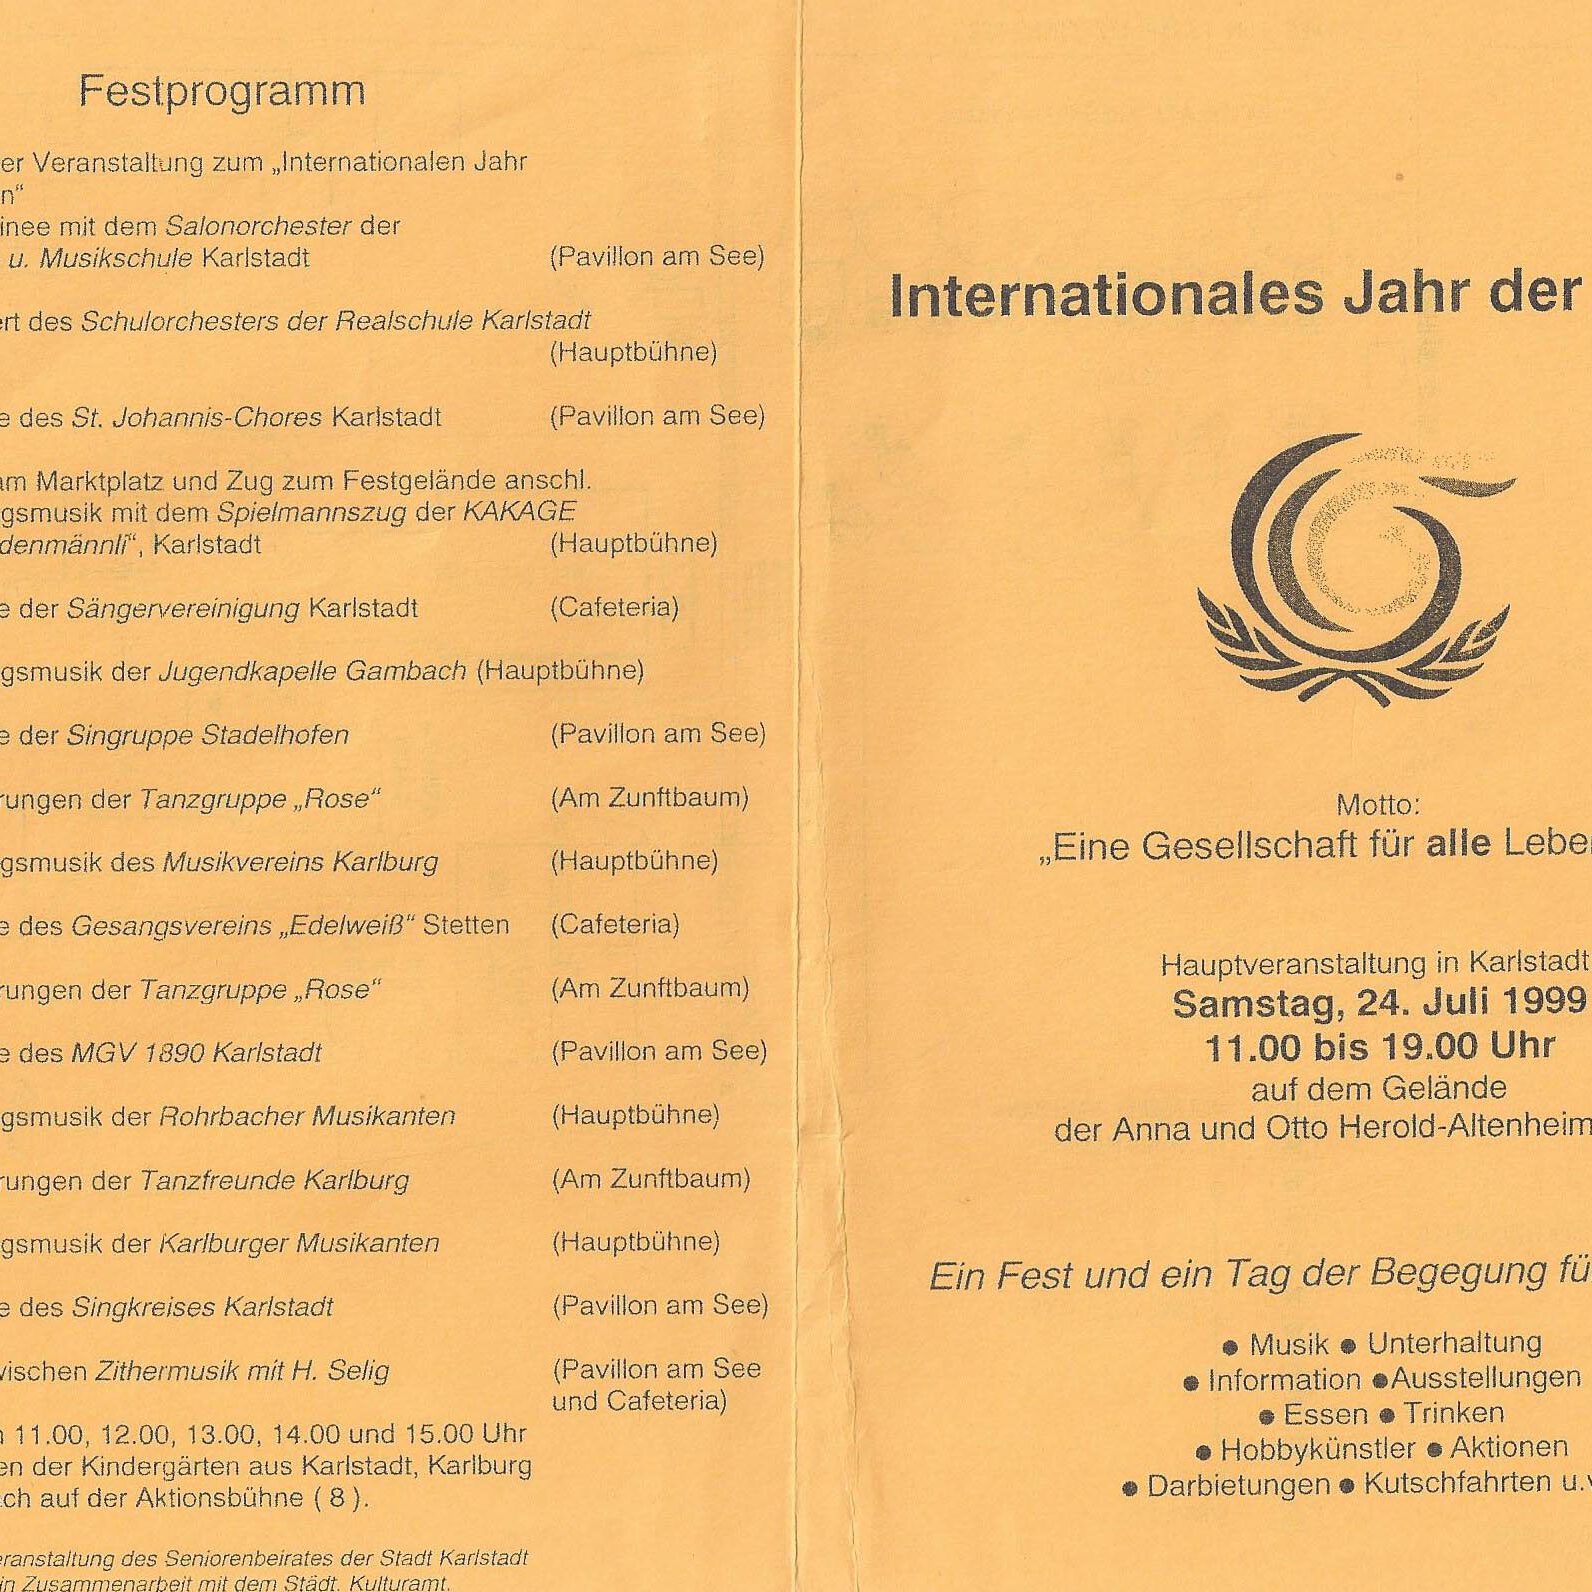 Festprogramm
er Veranstaltung zum „Internationalen Jahr
n“
inee mit dem Salonorchester der
u. Musikschule Karlstadt (Pavillon am See)
ert des Schulorchesters der Realschule Karlstadt
(Hauptbühne)
e des St. Johannis-Chores Karlstadt (Pavillon am See)
am Marktplatz und Zug zum Festgelände anschl.
gsmusik mit dem Spielmannszug der KAKAGE
denmännli“, Karlstadt (Hauptbühne)
e der Sängervereinigung Karlstadt (Cafeteria)
gsmusik der Jugendkapelle Gambach (Hauptbühne)
e der Singruppe Stadelhofen (Pavillon am See)
rungen der Tanzgruppe „Rose“ (Am Zunftbaum)
gsmusik des Musikvereins Karlburg (Hauptbühne)
e des Gesangsvereins „Edelweiß“ Stetten (Cafeteria)
rungen der Tanzgruppe „Rose“ (Am Zunftbaum)
e des MGV 1890 Karlstadt (Pavillon am See)
gsmusik der Rohrbacher Musikanten (Hauptbühne)
rungen der Tanzfreunde Karlburg (Am Zunftbaum)
gsmusik der Karlburger Musikanten (Hauptbühne)
e des Singkreises Karlstadt (Pavillon am See)
wischen Zithermusik mit H. Selig (Pavillon am See
und Cafeteria)
11.00, 12.00, 13.00, 14.00 und 15.00 Uhr
en der Kindergärten aus Karlstadt, Karlburg
ch auf der Aktionsbühne ( 8 ).
eranstaltung des Seniorenbeirates der Stadt Karlstadt
in Zusammenarbeit mit dem Städt. Kulturamt.
Internationales Jahr der
Motto:
„Eine Gesellschaft für alle Lebe
Hauptveranstaltung in Karlstadt
Samstag, 24. Juli 1999
11.00 bis 19.00 Uhr
auf dem Gelände
der Anna und Otto Herold-Altenheim
Ein Fest und ein Tag der Begegung fü
● Musik ● Unterhaltung
● Information ●Ausstellungen
● Essen ● Trinken
● Hobbykünstler ● Aktionen
● Darbietungen ● Kutschfahrten u.v